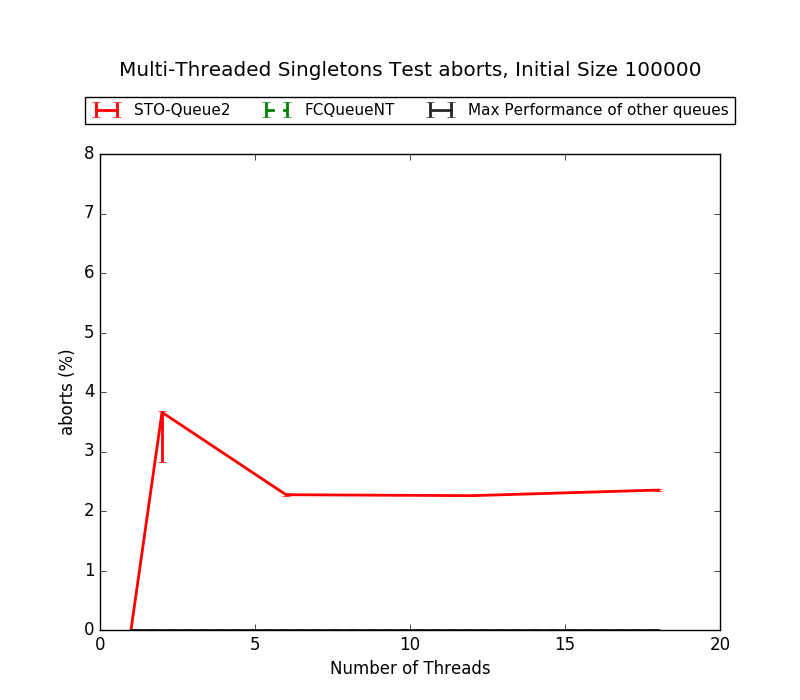 Multi-Threaded Singletons Test aborts, Initial Size 100000
STO-Queue2 FCQueueNT Max Performance of other queues
8
7
6
5
4
3
2
1
0
aborts (%)
0 5 10 15 20
Number of Threads